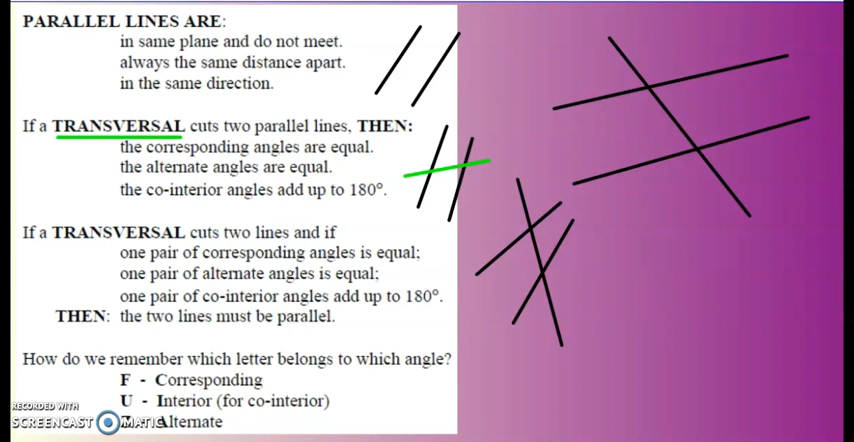 PARALLEL LINES ARE:
in same plane and do not meet.
always the same distance apart.
in the same direction.
If a TRANSVERSAL cuts two parallel lines, THEN:
the corresponding angles are equal.
the alternate angles are equal.
the co-interior angles add up to 180°.
If a TRANSVERSAL cuts two lines and if
one pair of corresponding angles is equal;
one pair of alternate angles is equal;
one pair of co-interior angles add up to 180°.
THEN: the two lines must be parallel.
How do we remember which letter belongs to which angle?
F - Corresponding
U - Interior (for co-interior)
Alternate
RECORDED WITH
SCREENCAST MATIC